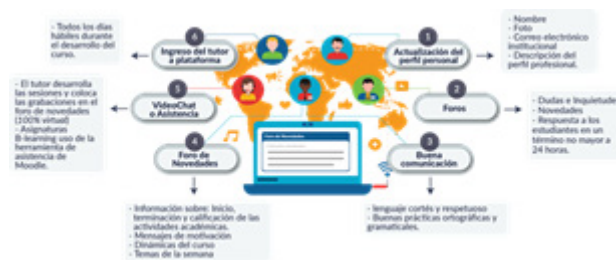 6
Ingreso del tutor
a plataforma
- Todos los días
hábiles durante
el desarrollo del
curso.
1
Actualización del
perfil personal
- Nombre
- Foto
- Correo electrónico
institucional
- Descripción del
perfil profesional.
5
VideoChat
o Asistencia
- El tutor desarrolla
las sesiones y coloca
las grabaciones en el
foro de novedades
(100% virtual)
- Asignaturas
B-learning uso de la
herramienta de
asistencia de
Moodle.
2
Foros
- Dudas e Inquietudes
- Novedades
- Respuesta a los
estudiantes en un
término no mayor a
24 horas.
4
Foro de
Novedades
- Información sobre: Inicio,
terminación y calificación de las
actividades académicas.
- Mensajes de motivación
- Dinámicas del curso
- Temas de la semana
Foro de Novedades
3
Buena
comunicación
- lenguaje cortés y respetuoso
- Buenas prácticas ortográficas y
gramaticales.